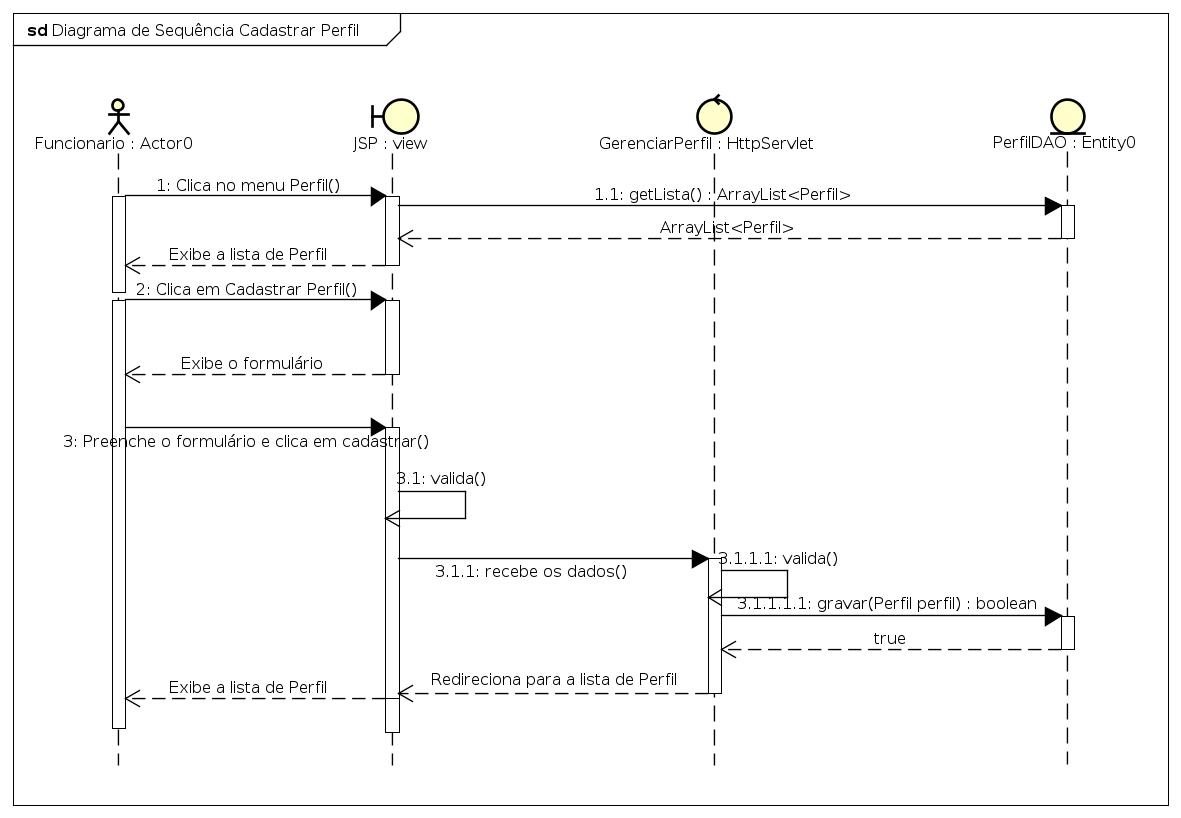 sd Diagrama de Sequência Cadastrar Perfil
Funcionario : Actor0
JSP : view
GerenciarPerfil : HttpServlet
PerfilDAO : Entity0
1: Clica no menu Perfil()
1.1: getLista() : ArrayList<Perfil>
ArrayList<Perfil>
Exibe a lista de Perfil
2: Clica em Cadastrar Perfil()
Exibe o formulário
3: Preenche o formulário e clica em cadastrar()
3.1: valida()
3.1.1: recebe os dados()
3.1.1.1: valida()
3.1.1.1.1: gravar(Perfil perfil) : boolean
true
Redireciona para a lista de Perfil
Exibe a lista de Perfil